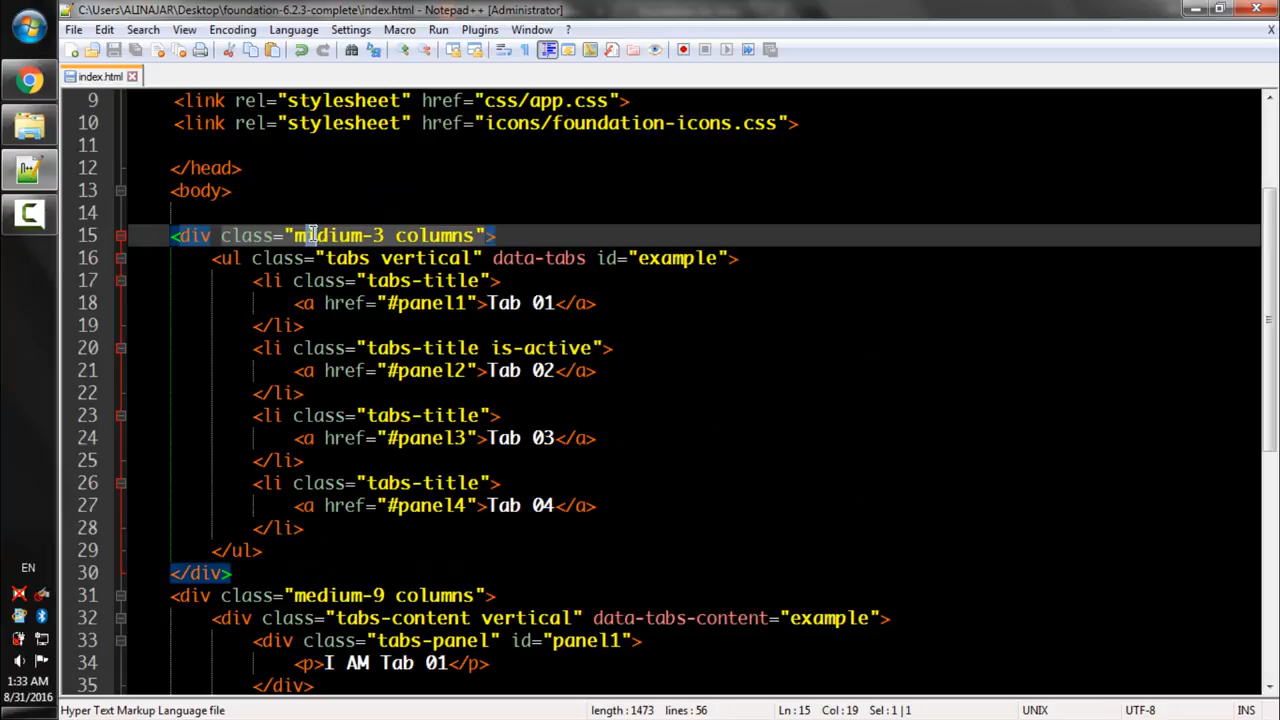 C:\Users\ALINAJAR\Desktop\foundation-6.2.3-complete\index.html - Notepad++ [Administrator]
File Edit Search View Encoding Language Settings Macro Run Plugins Window ? X
index.html
9 <link rel="stylesheet" href="css/app.css">
10 <link rel="stylesheet" href="icons/foundation-icons.css">
11
12 </head>
13 <body>
14
15 <div class="medium-3 columns">
16 <ul class="tabs vertical" data-tabs id="example">
17 <li class="tabs-title">
18 <a href="#panel1">Tab 01</a>
19 </li>
20 <li class="tabs-title is-active">
21 <a href="#panel2">Tab 02</a>
22 </li>
23 <li class="tabs-title">
24 <a href="#panel3">Tab 03</a>
25 </li>
26 <li class="tabs-title">
27 <a href="#panel4">Tab 04</a>
28 </li>
29 </ul>
30 </div>
31 <div class="medium-9 columns">
32 <div class="tabs-content vertical" data-tabs-content="example">
33 <div class="tabs-panel" id="panel1">
34 <p>I AM Tab 01</p>
35 </div>
EN
1:33 AM
8/31/2016
Hyper Text Markup Language file length : 1473 lines : 56 Ln : 15 Col : 19 Sel : 1 | 1 UNIX UTF-8 INS